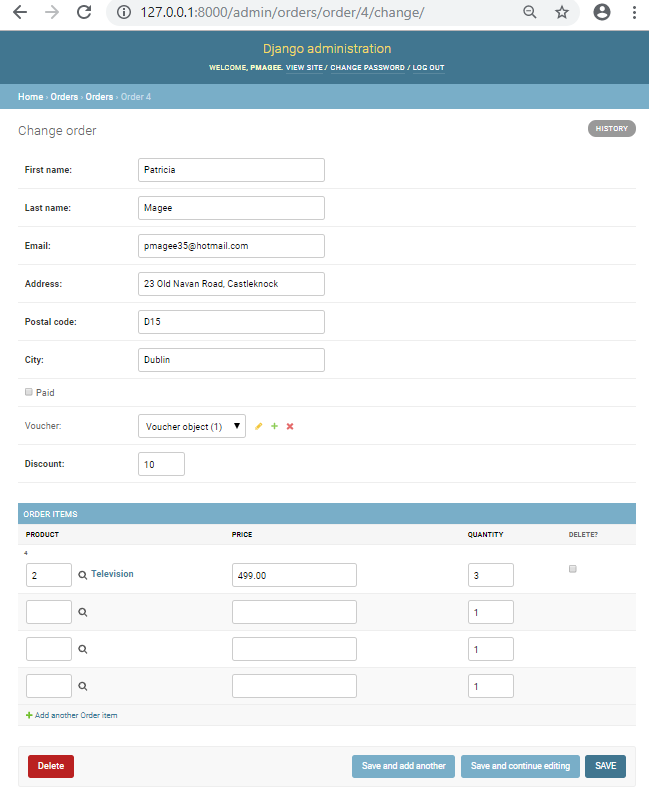 127.0.0.1:8000/admin/orders/order/4/change/
Django administration
WELCOME, PMAGEE. VIEW SITE / CHANGE PASSWORD / LOG OUT
Home › Orders › Orders › Order 4
Change order
HISTORY
First name: Patricia
Last name: Magee
Email: pmagee35@hotmail.com
Address: 23 Old Navan Road, Castleknock
Postal code: D15
City: Dublin
Paid
Voucher: Voucher object (1)
Discount: 10
ORDER ITEMS
PRODUCT PRICE QUANTITY DELETE?
4
2 Television 499.00 3
1
1
1
Add another Order item
Delete Save and add another Save and continue editing SAVE